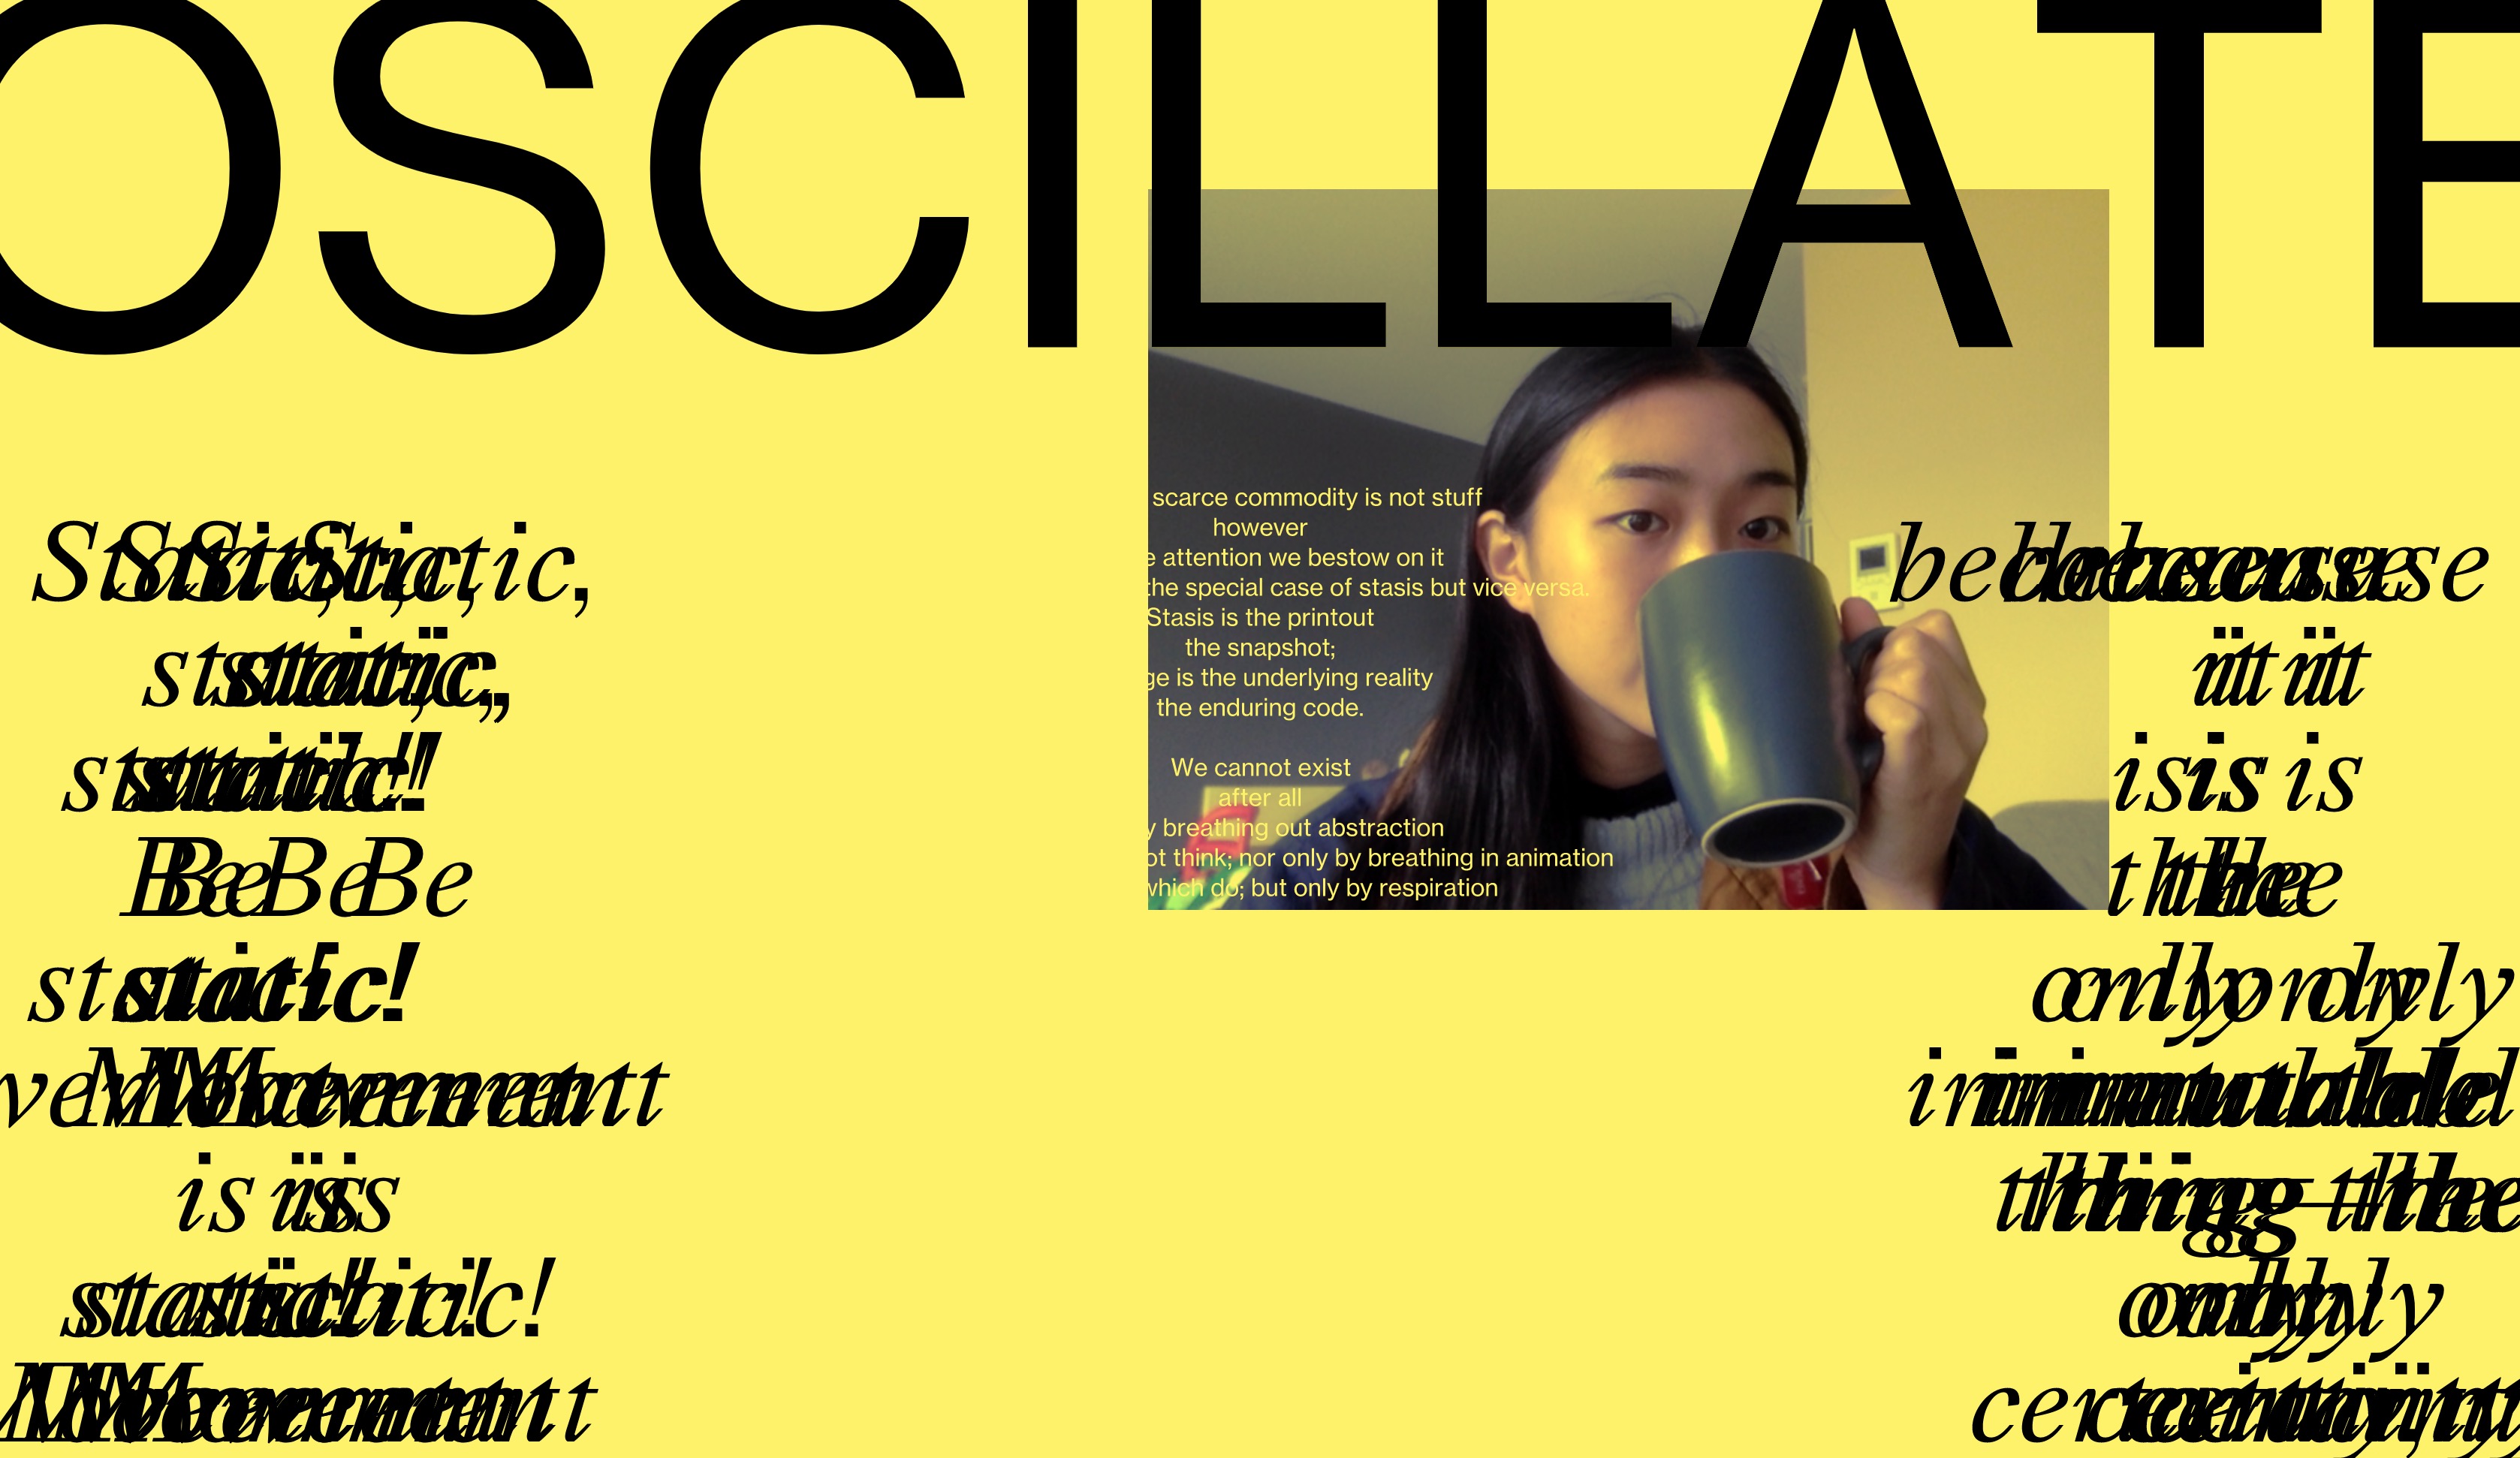 OSCILLATE
Static,
static,
static!
Be
static!
Movement
is
static!
Movement
scarce commodity is not stuff
however
attention we bestow on it
the special case of stasis but vice versa.
Stasis is the printout
the snapshot;
is the underlying reality
the enduring code.
We cannot exist
after all
breathing out abstraction
think; nor only by breathing in animation
which do; but only by respiration
because
it
is
the
only
immutable
thing—the
only
certainty,